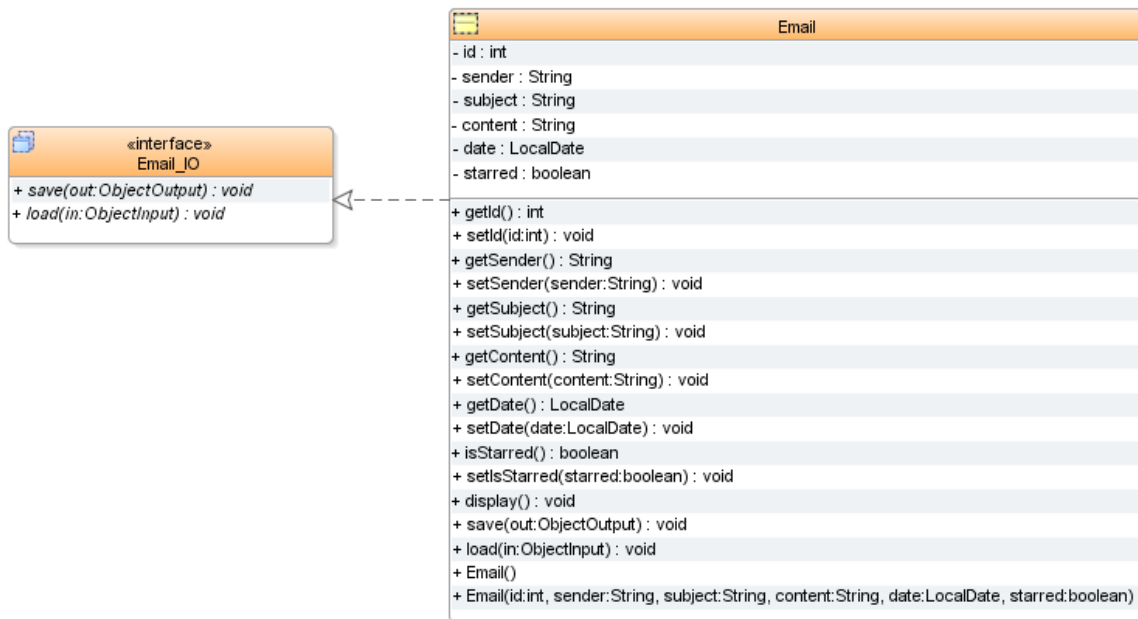 «interface»
Email_IO
+ save(out:ObjectOutput) : void
+ load(in:ObjectInput) : void
Email
- id : int
- sender : String
- subject : String
- content : String
- date : LocalDate
- starred : boolean
+ getId() : int
+ setId(id:int) : void
+ getSender() : String
+ setSender(sender:String) : void
+ getSubject() : String
+ setSubject(subject:String) : void
+ getContent() : String
+ setContent(content:String) : void
+ getDate() : LocalDate
+ setDate(date:LocalDate) : void
+ isStarred() : boolean
+ setIsStarred(starred:boolean) : void
+ display() : void
+ save(out:ObjectOutput) : void
+ load(in:ObjectInput) : void
+ Email()
+ Email(id:int, sender:String, subject:String, content:String, date:LocalDate, starred:boolean)